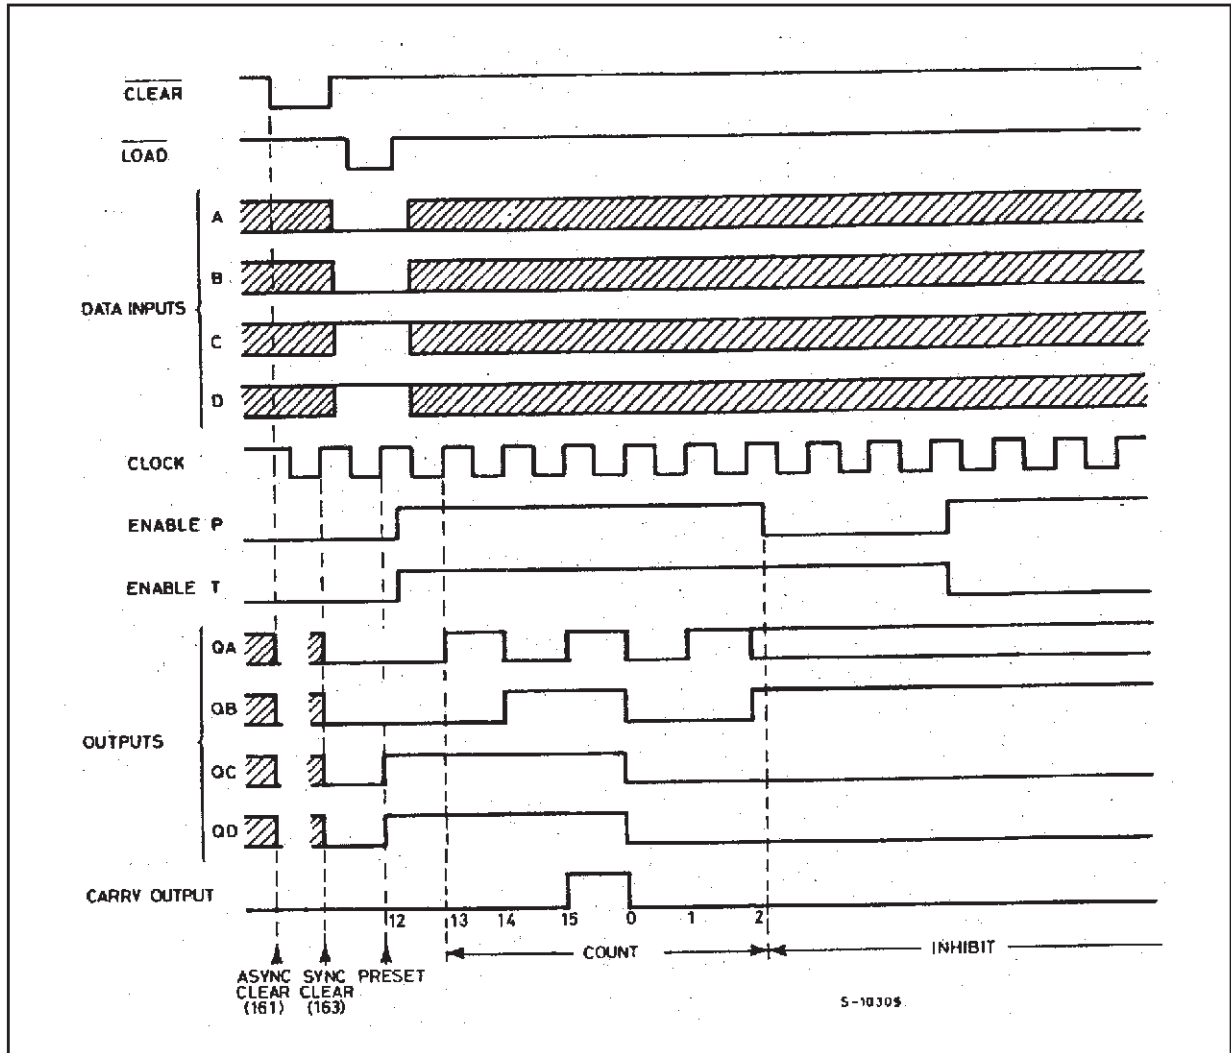 CLEAR
LOAD
A
B
DATA INPUTS
C
D
CLOCK
ENABLE P
ENABLE T
QA
QB
OUTPUTS
QC
QD
CARRY OUTPUT
12 13 14 15 0 1 2
COUNT INHIBIT
ASYNC SYNC PRESET
CLEAR CLEAR
(161) (163)
S-10305